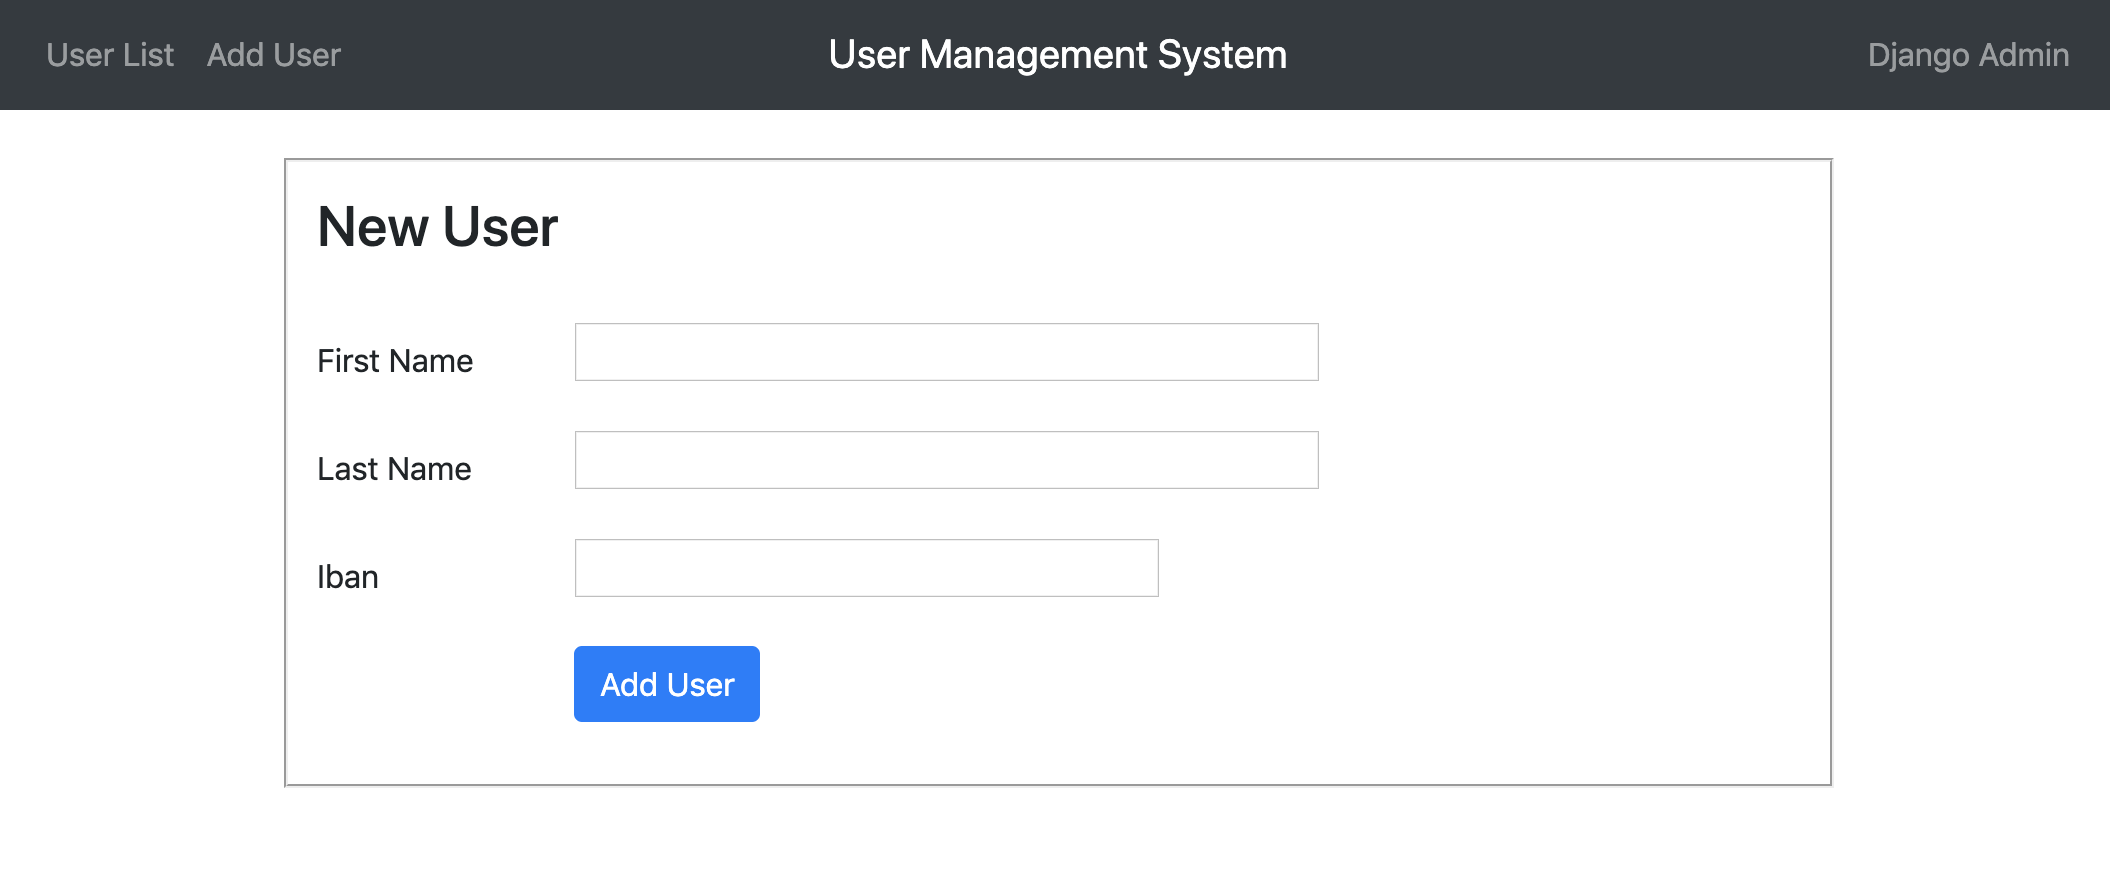 User List Add User User Management System Django Admin
New User
First Name
Last Name
Iban
Add User